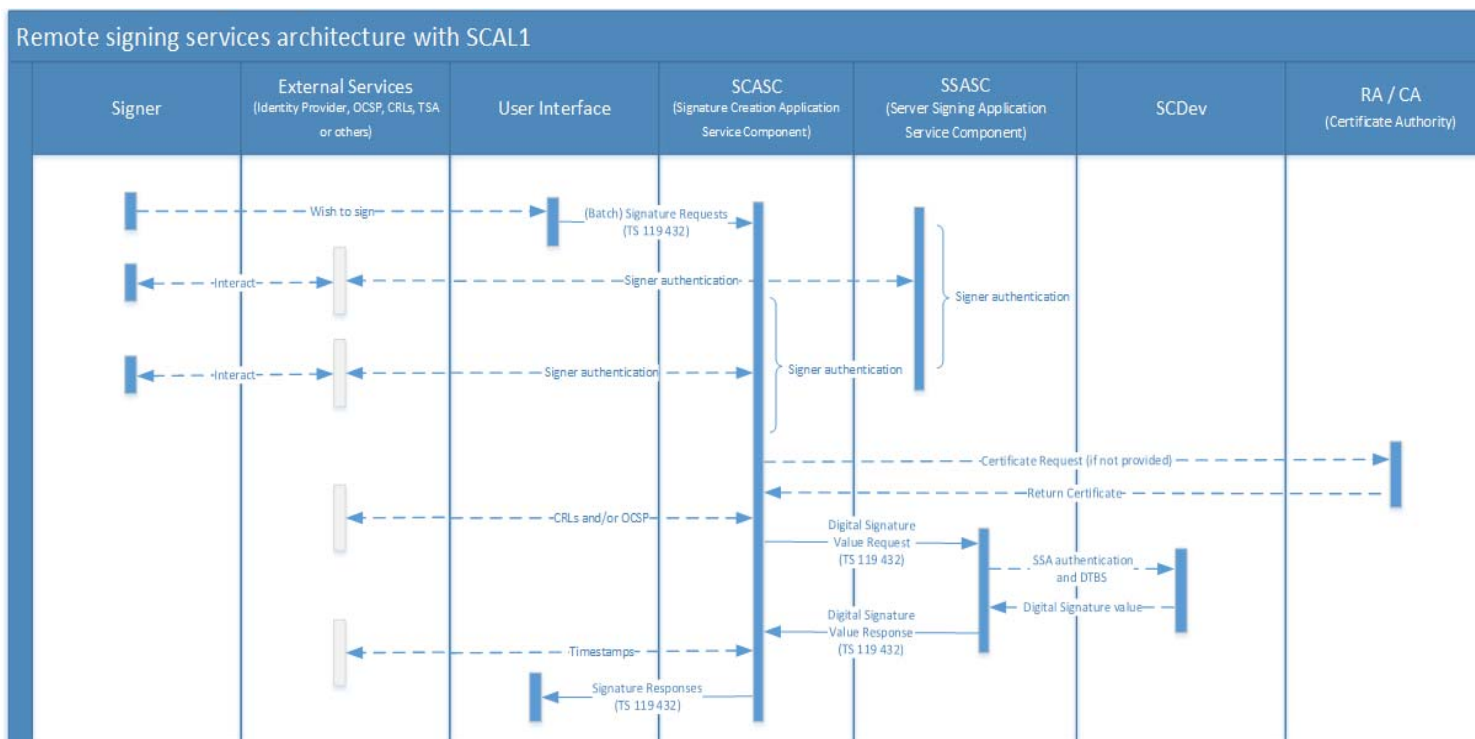 Remote signing services architecture with SCAL1
Signer
External Services
(Identity Provider, OCSP, CRLs, TSA
or others)
User Interface
SCASC
(Signature Creation Application
Service Component)
SSASC
(Server Signing Application
Service Component)
SCDev
RA / CA
(Certificate Authority)
Wish to sign
(Batch) Signature Requests
(TS 119 432)
Interact
Signer authentication
Signer authentication
Interact
Signer authentication
Signer authentication
Certificate Request (if not provided)
Return Certificate
CRLs and/or OCSP
Digital Signature
Value Request
(TS 119 432)
SSA authentication
and DTBS
Digital Signature value
Digital Signature
Value Response
(TS 119 432)
Timestamps
Signature Responses
(TS 119 432)